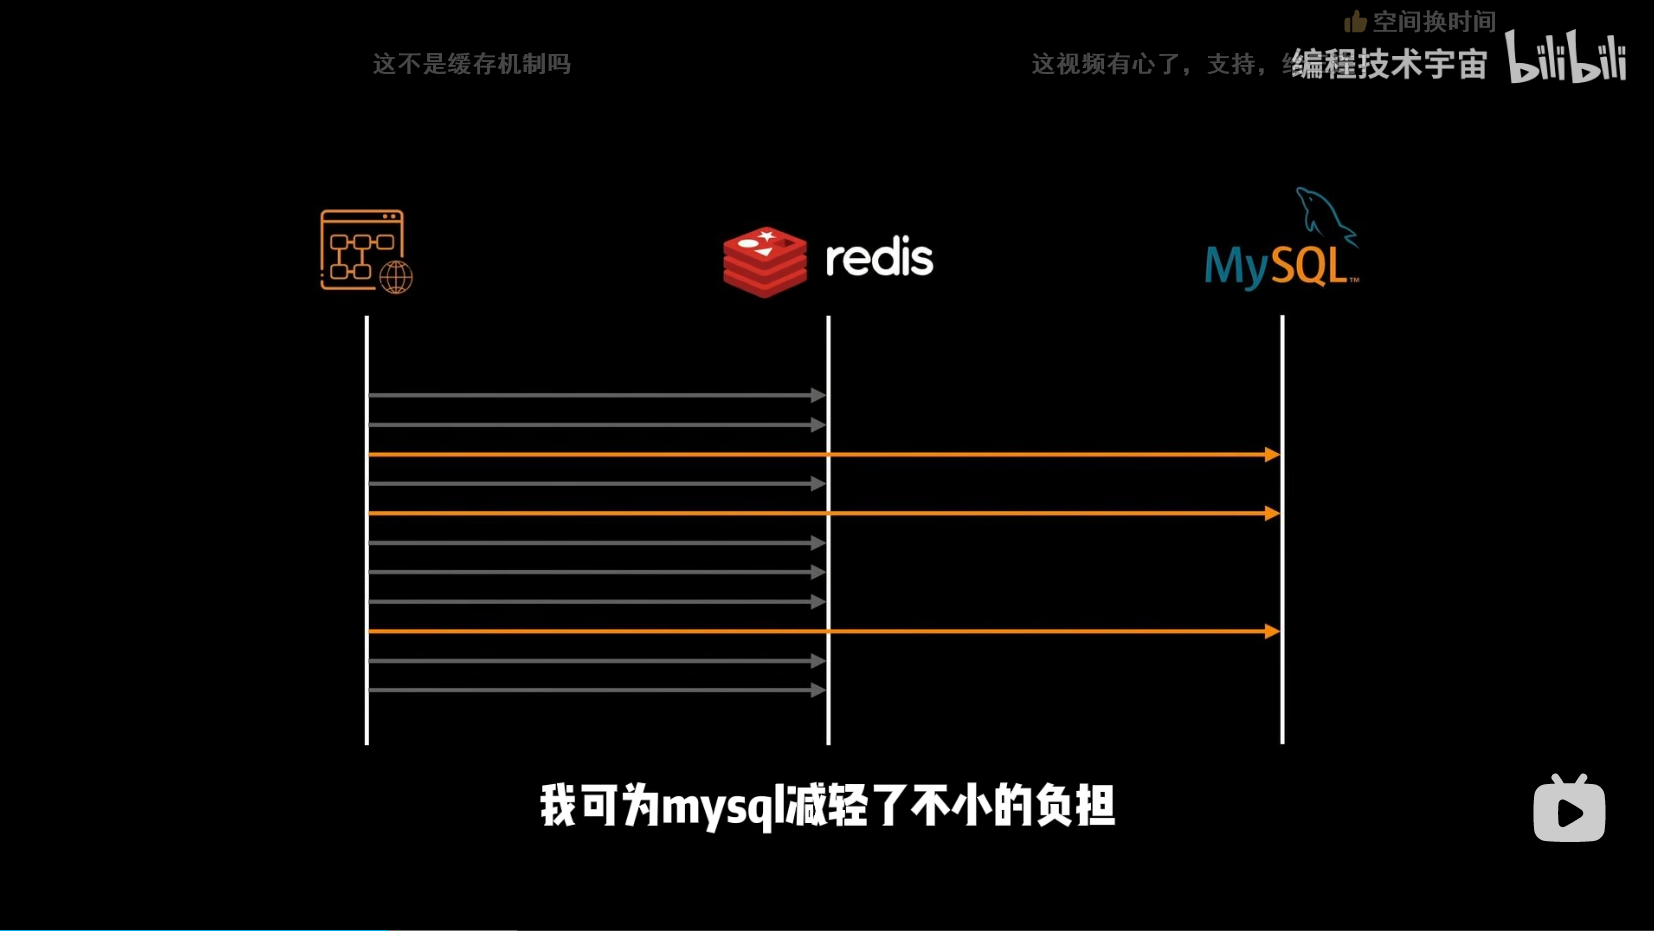 空间换时间
这不是缓存机制吗
这视频有心了，支持，
编程技术宇宙 bilibili
redis
MySQL™
我可为mysql减轻了不小的负担